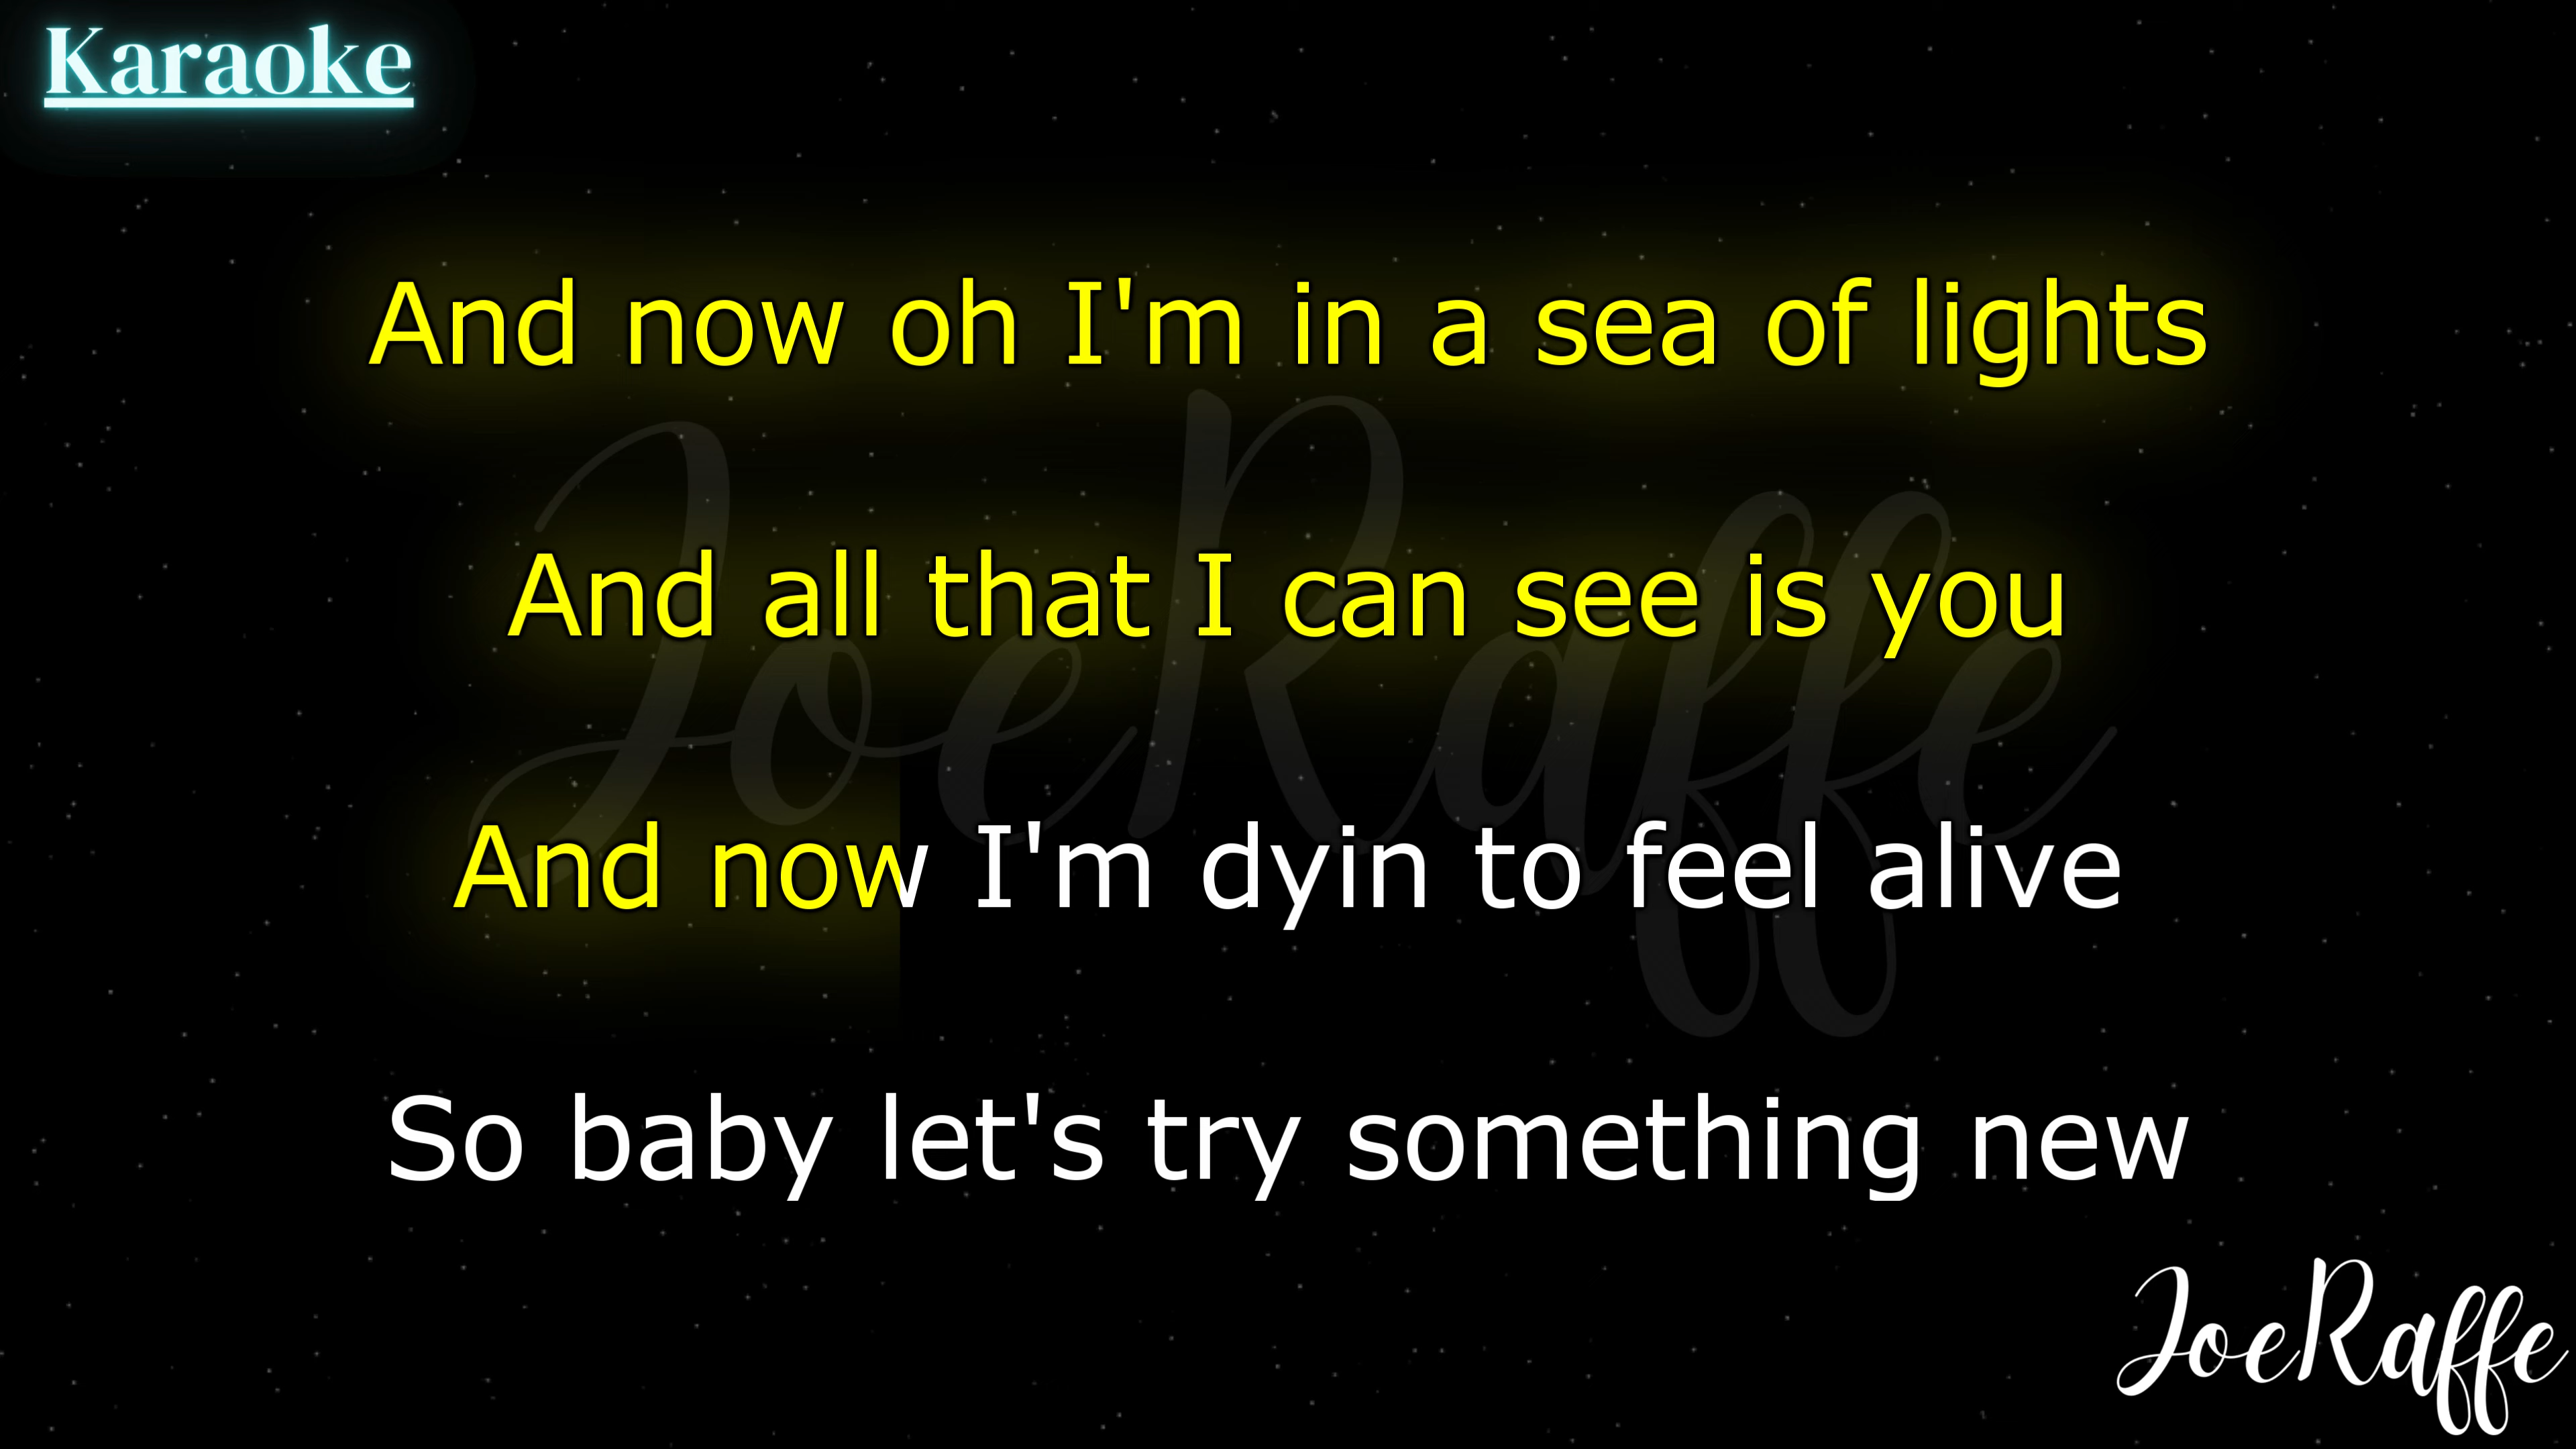 Karaoke
And now oh I'm in a sea of lights
And all that I can see is you
And now I'm dyin to feel alive
So baby let's try something new
JoeRaffe
JoeRaffe